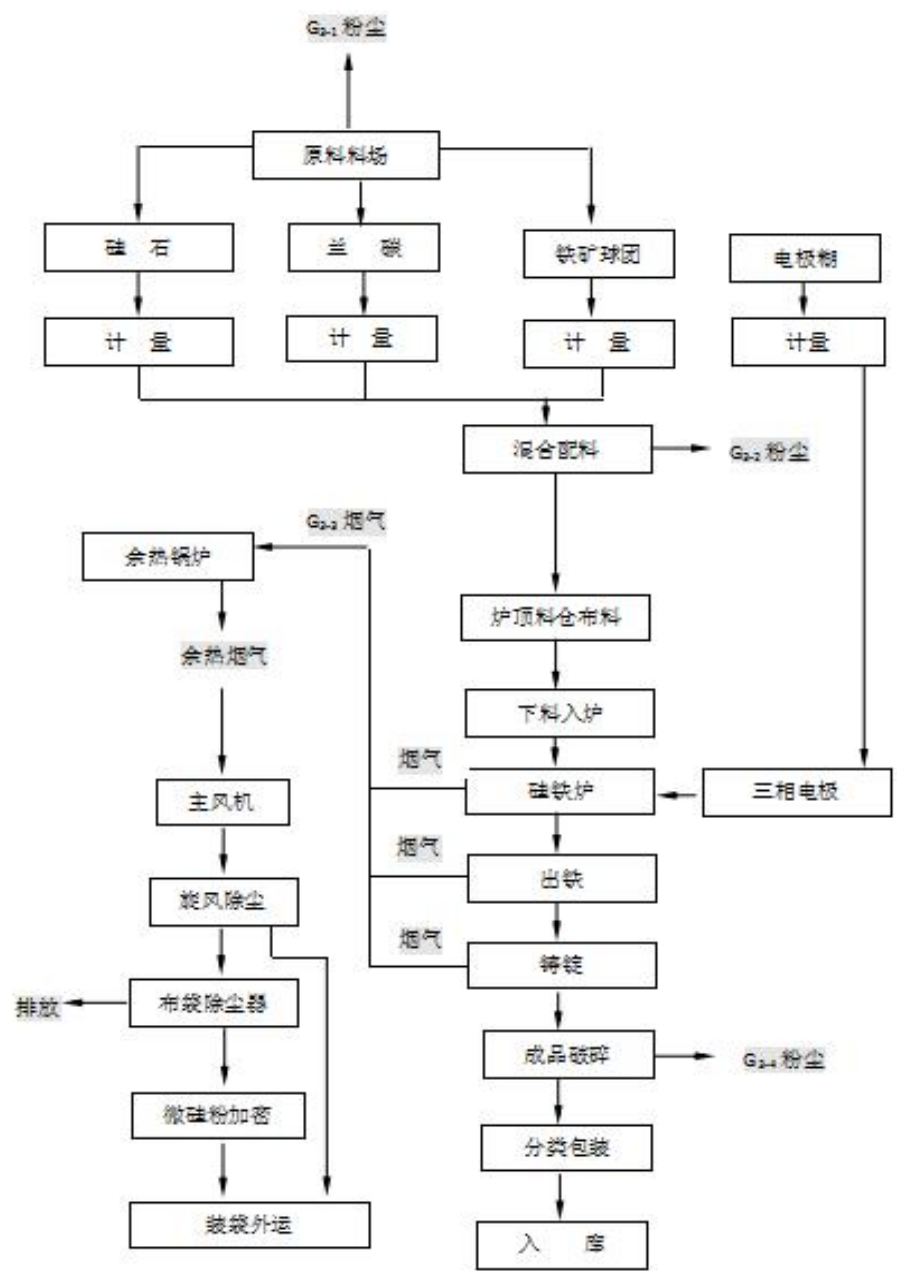 G₃₋₁ 粉尘
原料料场
硅 石
兰 碳
铁矿球团
电极糊
计 量
计 量
计 量
计量
混合配料
G₃₋₂ 粉尘
G₃₋₃ 烟气
余热锅炉
炉顶料仓布料
余热烟气
下料入炉
烟气
硅铁炉
三相电极
主风机
烟气
出铁
旋风除尘
烟气
铸锭
排放
布袋除尘器
成品破碎
G₃₋₄ 粉尘
微硅粉加密
分类包装
装袋外运
入 库